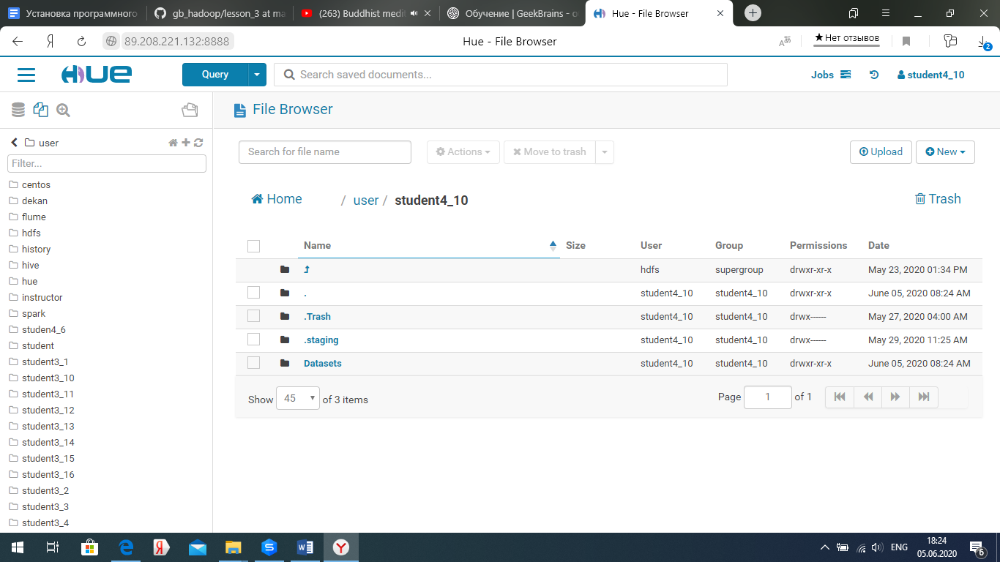 Установка программного
gb_hadoop/lesson_3 at ma
(263) Buddhist medit
Обучение | GeekBrains - о
Hue - File Browser
Я
89.208.221.132:8888
Hue - File Browser
★Нет отзывов
2
HUE
Query
Search saved documents...
Jobs
student4_10
File Browser
user
Filter...
centos
dekan
flume
hdfs
history
hive
hue
instructor
spark
studen4_6
student
student3_1
student3_10
student3_11
student3_12
student3_13
student3_14
student3_15
student3_16
student3_2
student3_3
student3_4
Search for file name
Actions
Move to trash
Upload
New
Home / user / student4_10
Trash
Name Size User Group Permissions Date
hdfs supergroup drwxr-xr-x May 23, 2020 01:34 PM
. student4_10 student4_10 drwxr-xr-x June 05, 2020 08:24 AM
.Trash student4_10 student4_10 drwx------ May 27, 2020 04:00 AM
.staging student4_10 student4_10 drwx------ May 29, 2020 11:25 AM
Datasets student4_10 student4_10 drwxr-xr-x June 05, 2020 08:24 AM
Show 45 of 3 items
Page 1 of 1
ENG
18:24
05.06.2020
6